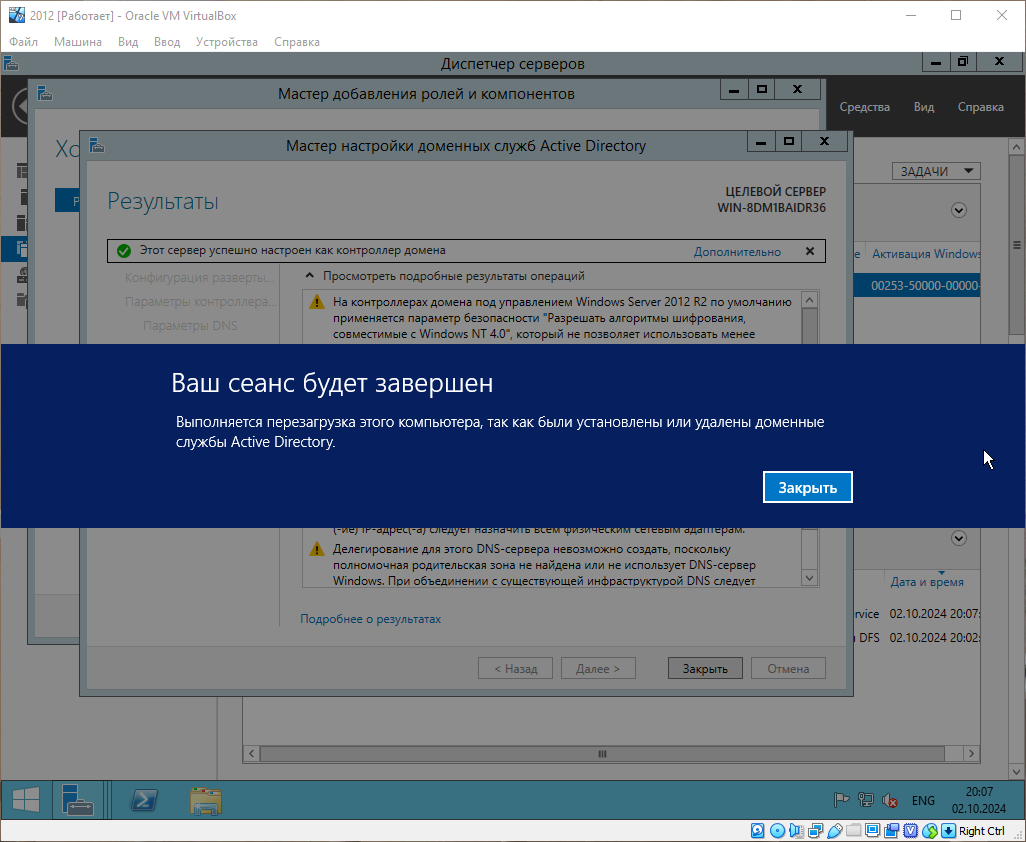 2012 [Работает] - Oracle VM VirtualBox
Файл Машина Вид Ввод Устройства Справка
Диспетчер серверов
Мастер добавления ролей и компонентов
Средства Вид Справка
Мастер настройки доменных служб Active Directory
Хо
ЗАДАЧИ
Результаты
ЦЕЛЕВОЙ СЕРВЕР
WIN-8DM1BAIDR36
Этот сервер успешно настроен как контроллер домена
Дополнительно
е Активация Windows
Конфигурация разверты...
Просмотреть подробные результаты операций
00253-50000-00000-
Параметры контроллера...
Параметры DNS
На контроллерах домена под управлением Windows Server 2012 R2 по умолчанию
применяется параметр безопасности "Разрешать алгоритмы шифрования,
совместимые с Windows NT 4.0", который не позволяет использовать менее
Ваш сеанс будет завершен
Выполняется перезагрузка этого компьютера, так как были установлены или удалены доменные
службы Active Directory.
Закрыть
(-ие) IP-адрес(-а) следует назначить всем физическим сетевым адаптерам.
Делегирование для этого DNS-сервера невозможно создать, поскольку
полномочная родительская зона не найдена или не использует DNS-сервер
Windows. При объединении с существующей инфраструктурой DNS следует
Дата и время
rvice 02.10.2024 20:07:
DFS 02.10.2024 20:02:
Подробнее о результатах
< Назад Далее > Закрыть Отмена
ENG
20:07
02.10.2024
Right Ctrl